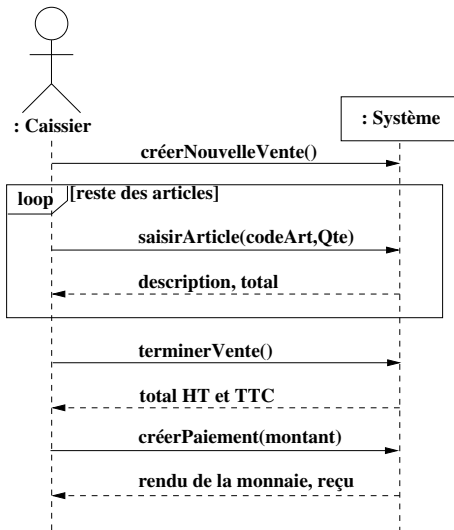 : Caissier
: Système
créerNouvelleVente()
loop
[reste des articles]
saisirArticle(codeArt,Qte)
description, total
terminerVente()
total HT et TTC
créerPaiement(montant)
rendu de la monnaie, reçu